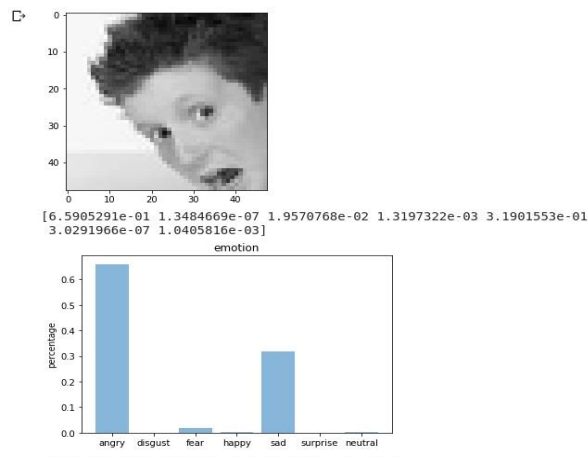 0
10
20
30
40
0 10 20 30 40
[6.5905291e-01 1.3484669e-07 1.9570768e-02 1.3197322e-03 3.1901553e-01
3.0291966e-07 1.0405816e-03]
emotion
0.6
0.5
0.4
0.3
0.2
0.1
0.0
percentage
angry disgust fear happy sad surprise neutral